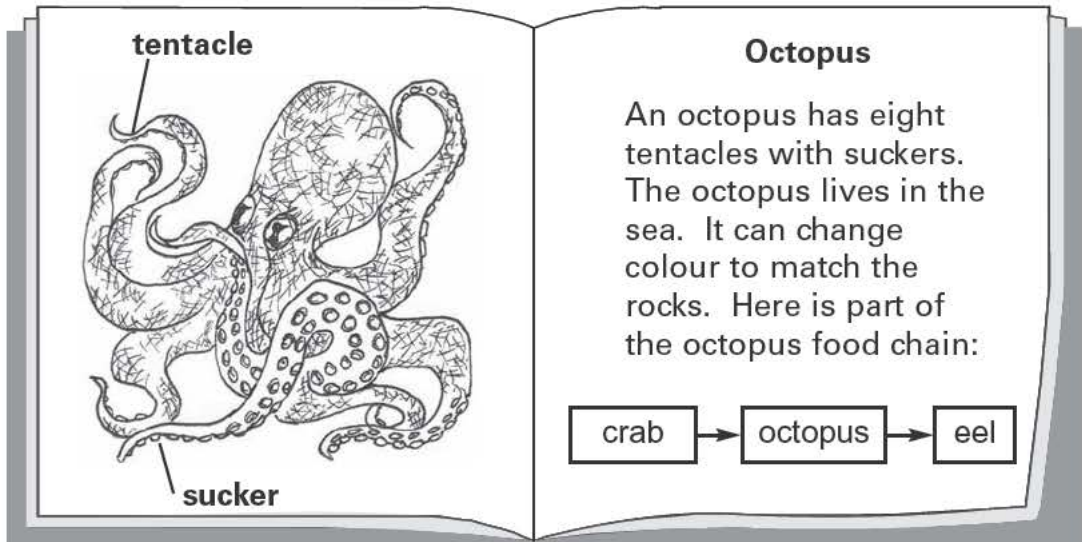 tentacle
sucker
Octopus
An octopus has eight
tentacles with suckers.
The octopus lives in the
sea. It can change
colour to match the
rocks. Here is part of
the octopus food chain:
crab
octopus
eel